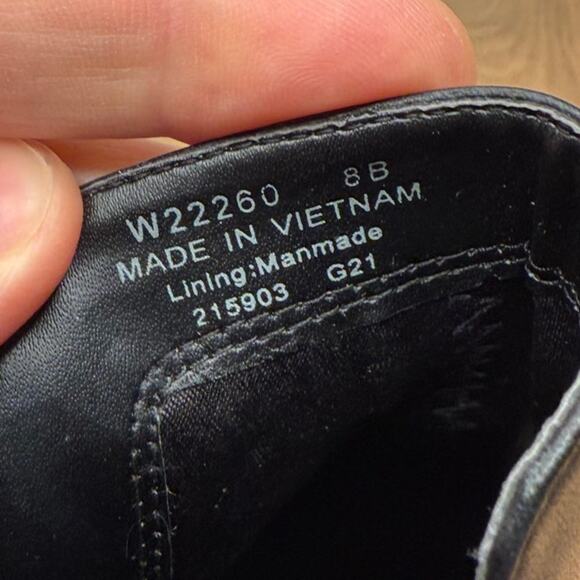 W22260 8B
MADE IN VIETNAM
Lining:Manmade
215903 G21